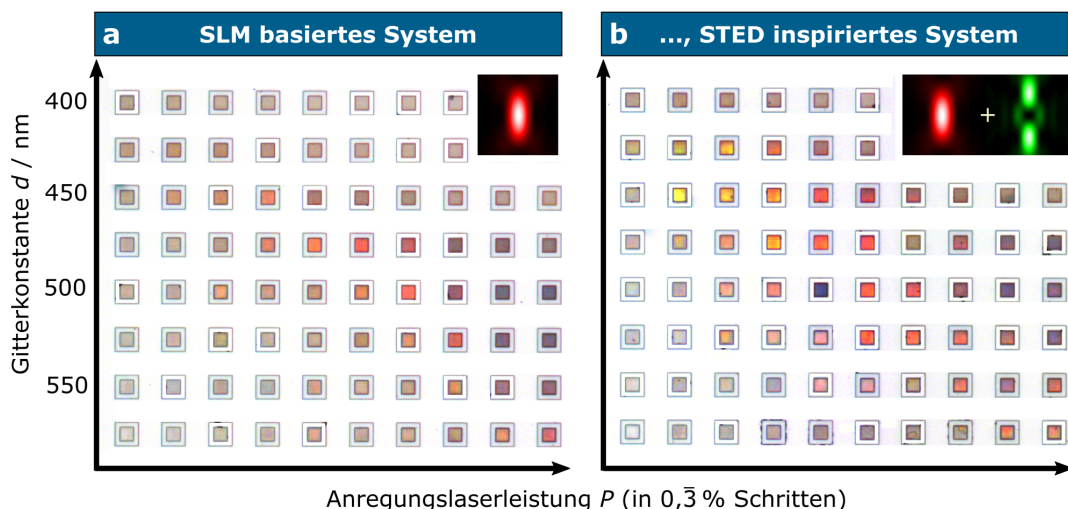 a SLM basiertes System
b ..., STED inspiriertes System
Gitterkonstante d / nm
400
450
500
550
+
Anregungslaserleistung P (in 0,3̅ % Schritten)